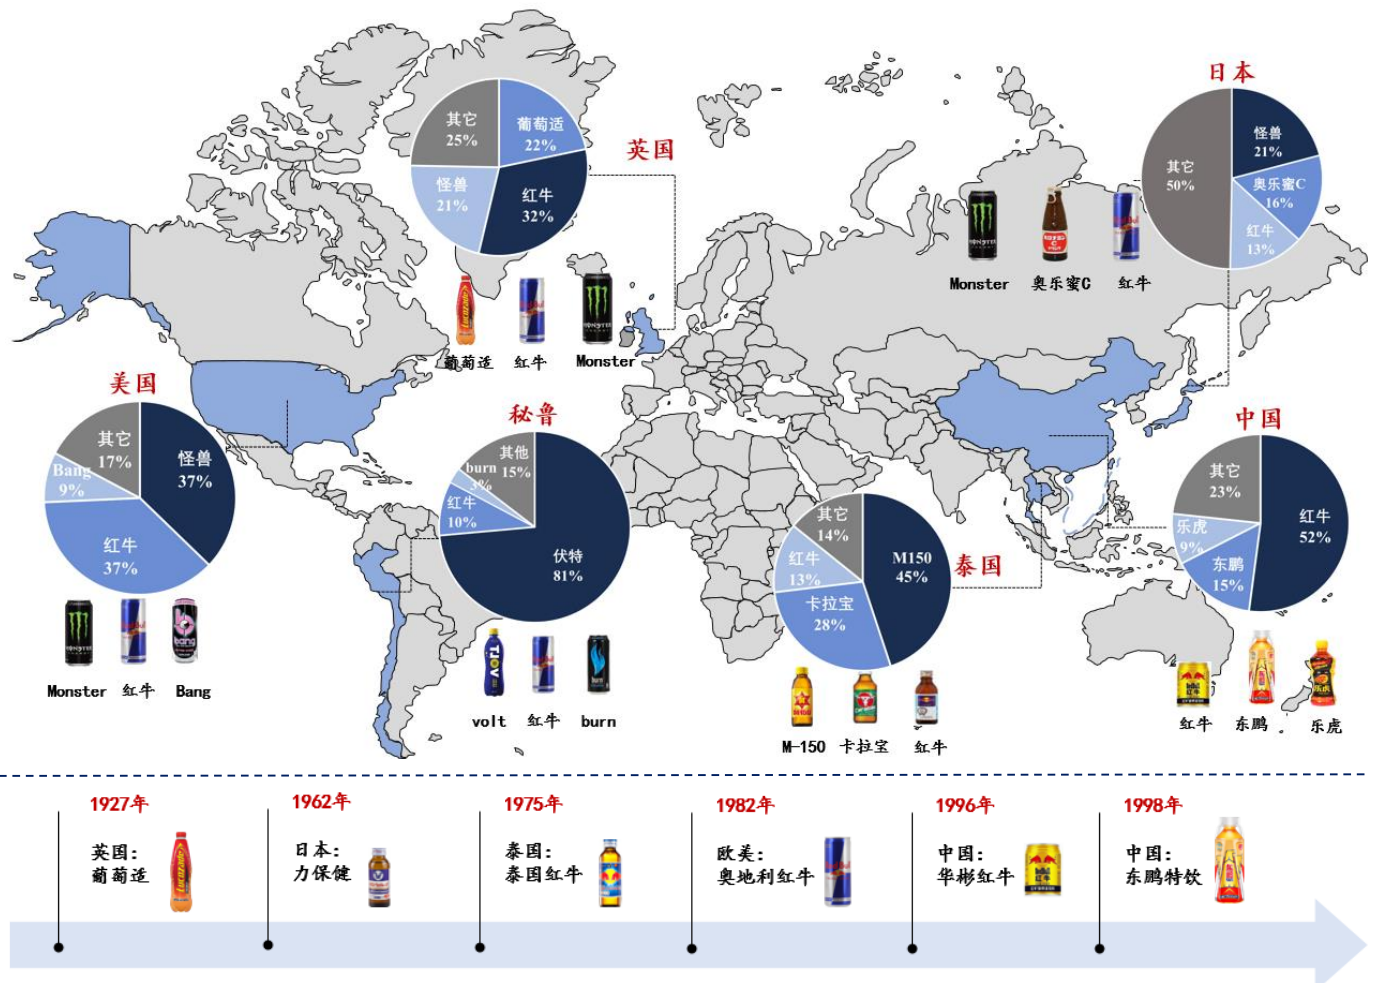 英国
葡萄适
22%
红牛
32%
怪兽
21%
其它
25%
葡萄适
红牛
Monster
日本
怪兽
21%
奥乐蜜C
16%
红牛
13%
其它
50%
Monster
奥乐蜜C
红牛
美国
怪兽
37%
红牛
37%
Bang
9%
其它
17%
Monster
红牛
Bang
秘鲁
伏特
81%
红牛
10%
burn
3%
其他
15%
volt
红牛
burn
泰国
M150
45%
卡拉宝
28%
红牛
13%
其它
14%
M-150
卡拉宝
红牛
中国
红牛
52%
东鹏
15%
乐虎
9%
其它
23%
红牛
东鹏
乐虎
1927年
英国:
葡萄适
1962年
日本:
力保健
1975年
泰国:
泰国红牛
1982年
欧美:
奥地利红牛
1996年
中国:
华彬红牛
1998年
中国:
东鹏特饮